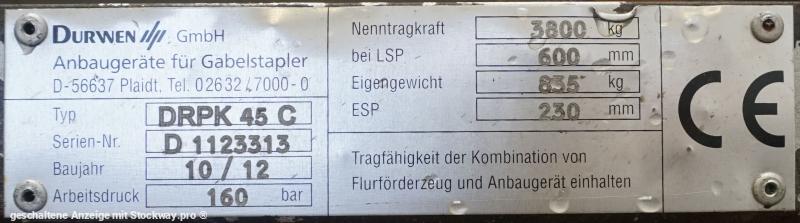 DURWEN GmbH
Anbaugeräte für Gabelstapler
D-56637 Plaidt, Tel. 02632/7000-0
Typ DRPK 45 C
Serien-Nr. D 1123313
Baujahr 10/12
Arbeitsdruck 160 bar
Nenntragkraft 3800 kg
bei LSP 600 mm
Eigengewicht 835 kg
ESP 230 mm
Tragfähigkeit der Kombination von
Flurförderzeug und Anbaugerät einhalten
CE
geschaltene Anzeige mit Stockway.pro ®